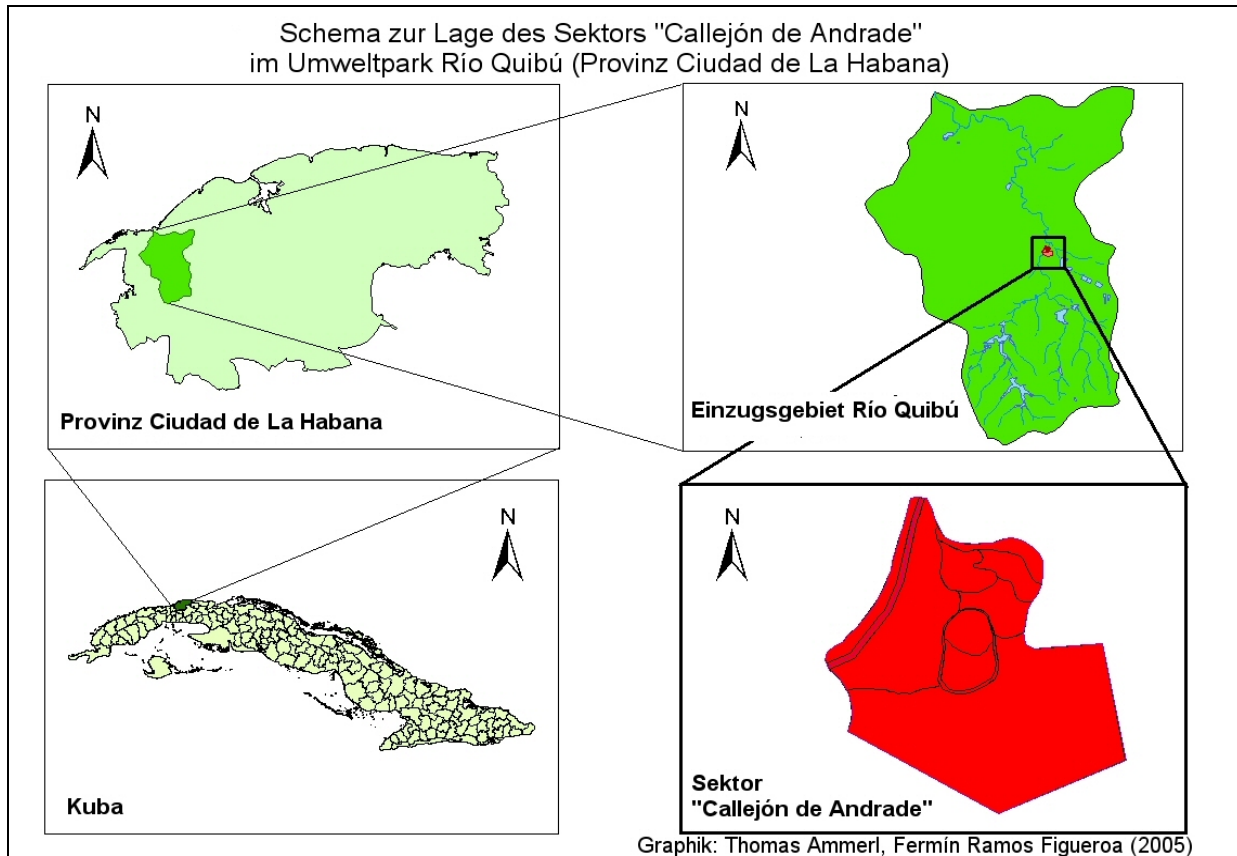 Schema zur Lage des Sektors "Callejón de Andrade"
im Umweltpark Río Quibú (Provinz Ciudad de La Habana)
N
Provinz Ciudad de La Habana
N
Einzugsgebiet Río Quibú
N
Kuba
N
Sektor
"Callejón de Andrade"
Graphik: Thomas Ammerl, Fermín Ramos Figueroa (2005)